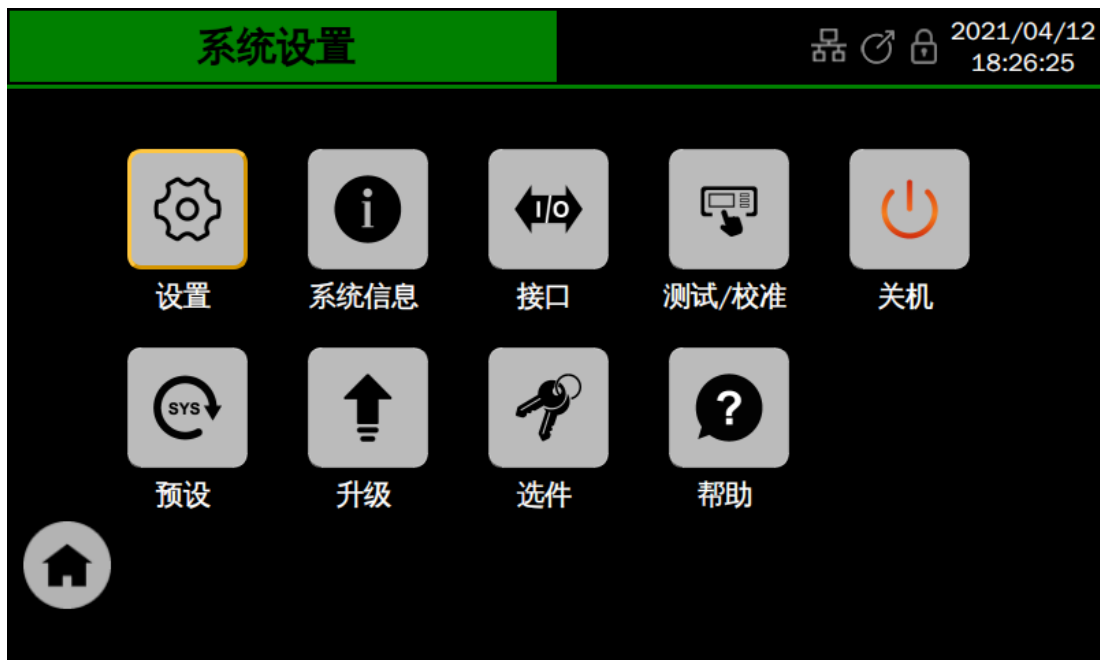 系统设置
2021/04/12
18:26:25
I/O
设置
系统信息
接口
测试/校准
关机
SYS
预设
升级
选件
帮助